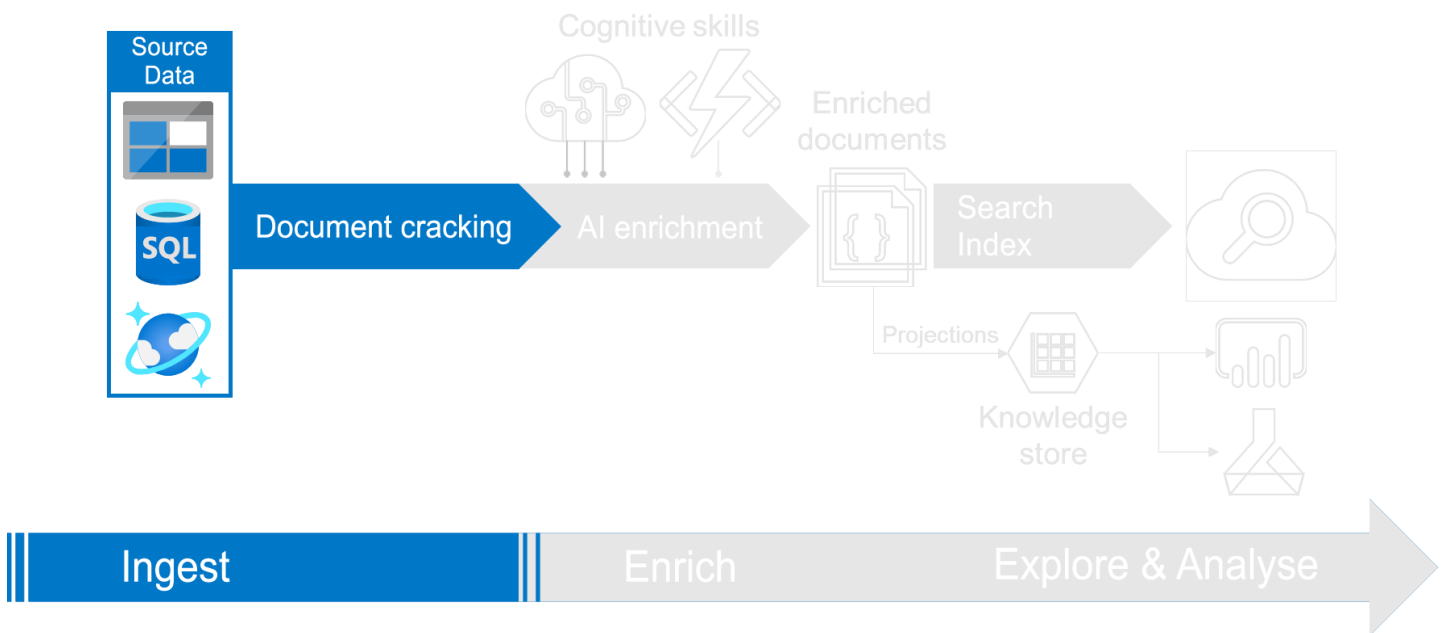 Source
Data
SQL
Document cracking
Cognitive skills
AI enrichment
Enriched
documents
{ }
Search
Index
Projections
Knowledge
store
Ingest
Enrich
Explore & Analyse